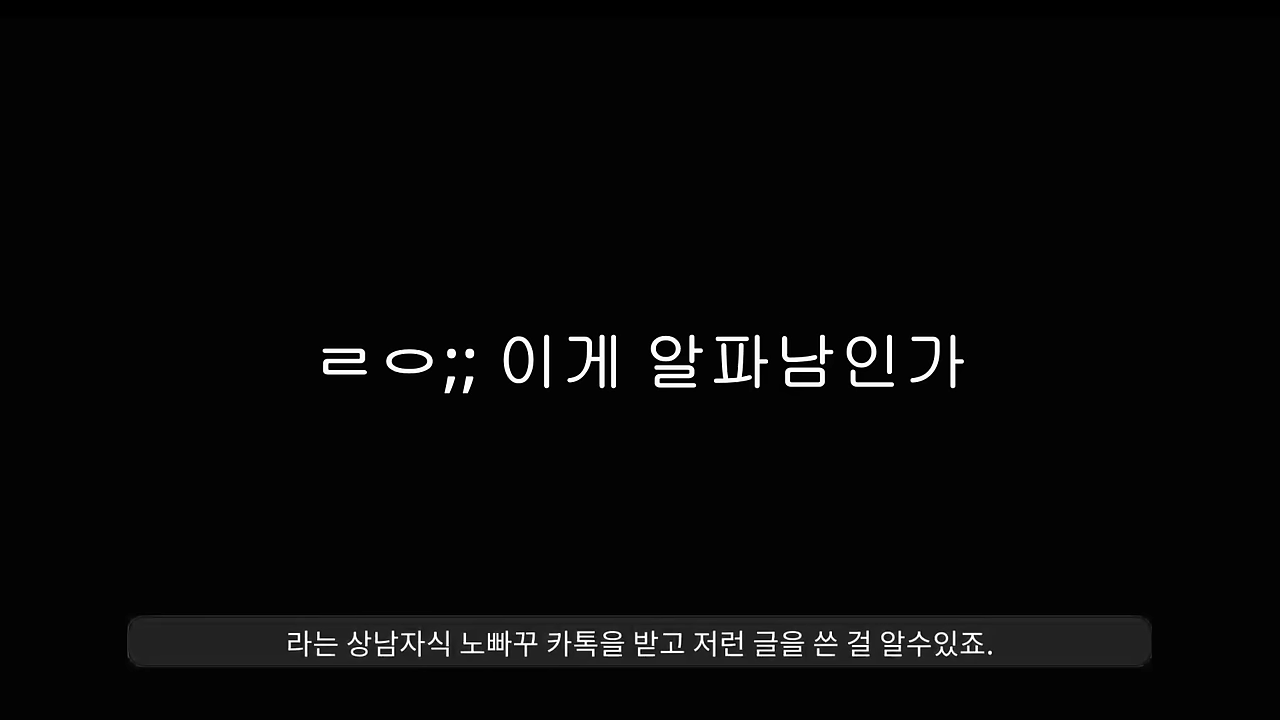 ㄹㅇ;; 이게 알파남인가
라는 상남자식 노빠꾸 카톡을 받고 저런 글을 쓴 걸 알수있죠.